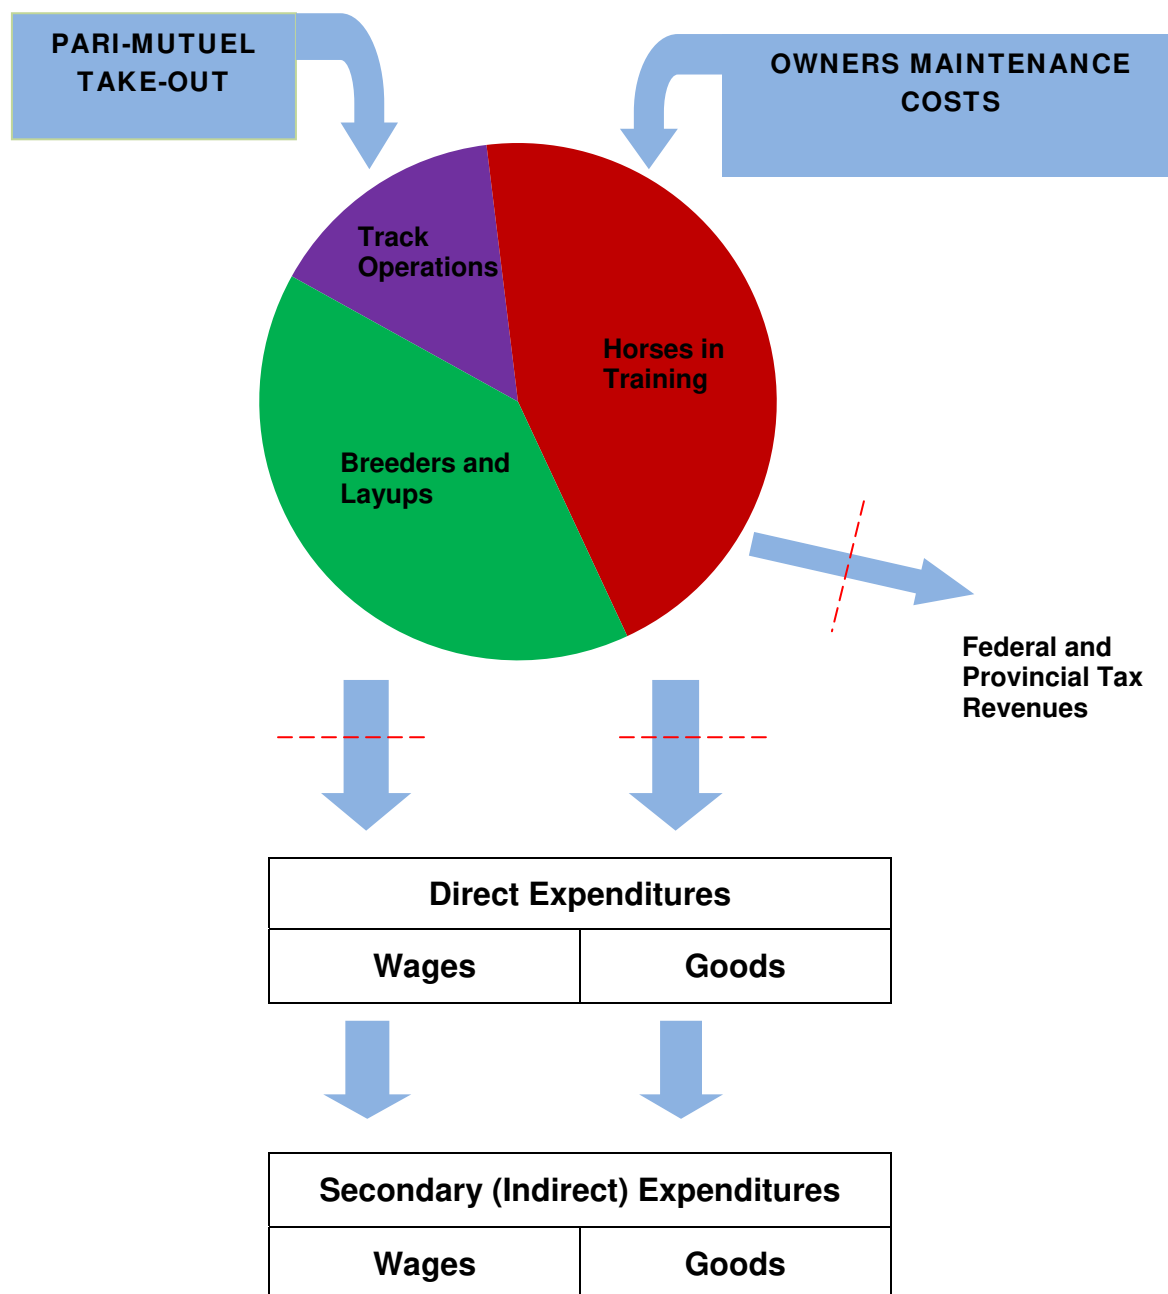 PARI-MUTUEL
TAKE-OUT
OWNERS MAINTENANCE
COSTS
Track
Operations
Horses in
Training
Breeders and
Layups
Federal and
Provincial Tax
Revenues
Direct Expenditures
Wages
Goods
Secondary (Indirect) Expenditures
Wages
Goods